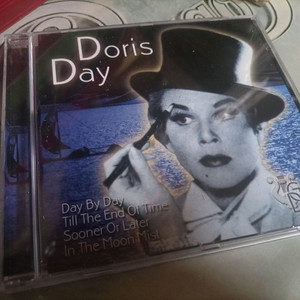 Doris
Day
Day By Day
Till The End Of Time
Sooner Or Later
In The Moon Mist